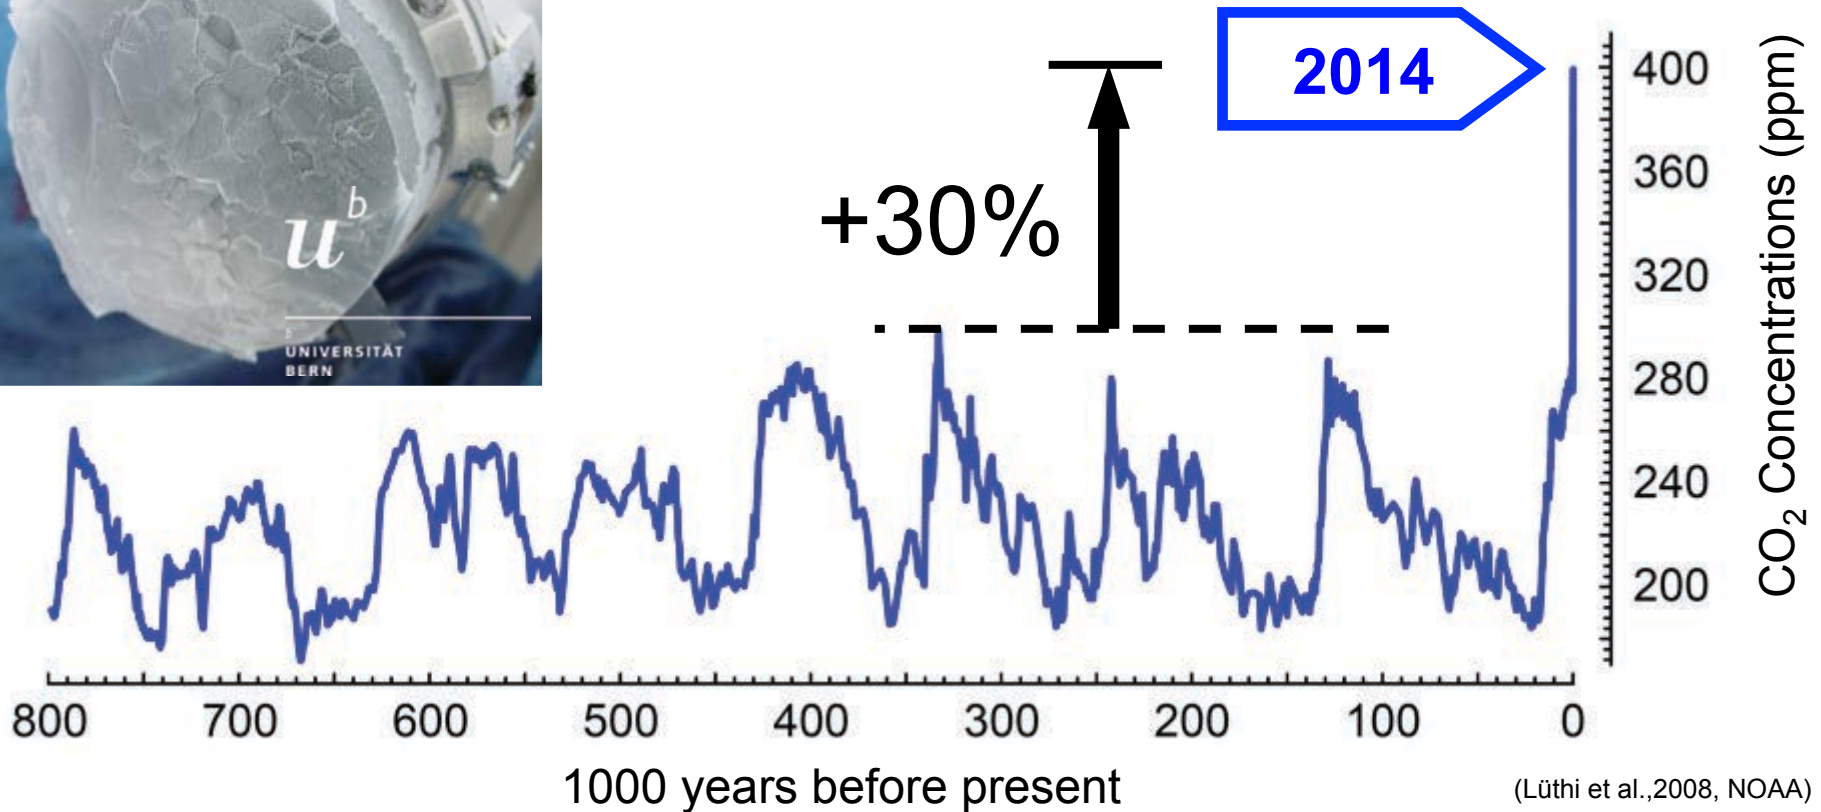 2014
+30%
u^b
b
UNIVERSITÄT
BERN
400
360
320
280
240
200
CO₂ Concentrations (ppm)
800 700 600 500 400 300 200 100 0
1000 years before present
(Lüthi et al.,2008, NOAA)